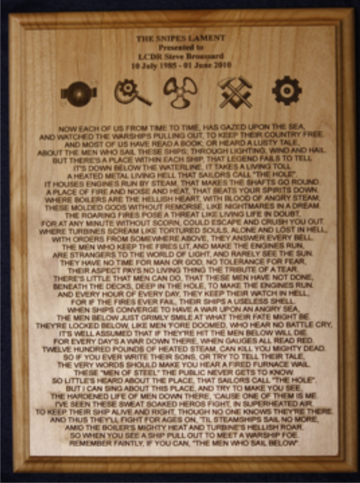 THE SNIPES LAMENT
Presented to
LCDR Steve Broussard
10 July 1985 - 01 June 2010
NOW EACH OF US FROM TIME TO TIME, HAS GAZED UPON THE SEA,
AND WATCHED THE WARSHIPS PULLING OUT, TO KEEP THEIR COUNTRY FREE.
AND MOST OF US HAVE READ A BOOK, OR HEARD A LUSTY TALE,
ABOUT THE MEN WHO SAIL THESE SHIPS, THROUGH LIGHTING, WIND AND HAIL.
BUT THERE'S A PLACE WITHIN EACH SHIP, THAT LEGEND FAILS TO TELL
IT'S DOWN BELOW THE WATERLINE, IT TAKES A LIVING TOLL
A HEATED METAL LIVING HELL, THAT SAILORS CALL "THE HOLE".
IT HOUSES ENGINES RUN BY STEAM, THAT MAKES THE SHAFTS GO ROUND.
A PLACE OF FIRE AND NOISE AND HEAT, THAT BEATS YOUR SPIRITS DOWN.
WHERE BOILERS ARE THE HELLISH HEART, WITH BLOOD OF ANGRY STEAM,
THESE MOLDED GODS WITHOUT REMORSE, LIKE NIGHTMARES IN A DREAM.
THE ROARING FIRES POSE A THREAT LIKE LIVING LIFE IN DOUBT,
FOR AT ANY MINUTE WITHOUT SCORN, COULD ESCAPE AND CRUSH YOU OUT.
WHERE TURBINES SCREAM LIKE TORTURED SOULS, ALONE AND LOST IN HELL,
WITH ORDERS FROM SOMEWHERE ABOVE, THEY ANSWER EVERY BELL.
THE MEN WHO KEEP THE FIRES LIT, AND MAKE THE ENGINES RUN,
ARE STRANGERS TO THE WORLD OF LIGHT, AND RARELY SEE THE SUN.
THEY HAVE NO TIME FOR MAN OR GOD, NO TOLERANCE FOR FEAR,
THEIR ASPECT PAYS NO LIVING THING THE TRIBUTE OF A TEAR.
THERE'S LITTLE THAT MEN CAN DO, THAT THESE MEN HAVE NOT DONE,
BENEATH THE DECKS, DEEP IN THE HOLE, TO MAKE THE ENGINES RUN.
AND EVERY HOUR OF EVERY DAY, THEY KEEP THEIR WATCH IN HELL,
FOR IF THE FIRES EVER FAIL, THEIR SHIPS A USELESS SHELL.
WHEN SHIPS CONVERGE TO HAVE A WAR UPON AN ANGRY SEA,
THE MEN BELOW JUST GRIMLY SMILE AT WHAT THEIR FATE MIGHT BE.
THEY'RE LOCKED BELOW, LIKE MEN FORE DOOMED, WHO HEAR NO BATTLE CRY,
IT'S WELL ASSUMED THAT IF THEY'RE HIT THE MEN BELOW WILL DIE.
FOR EVERY DAY'S A WAR DOWN THERE, WHEN GAUGES ALL READ RED.
TWELVE HUNDRED POUNDS OF HEATED STEAM, CAN KILL YOU MIGHTY DEAD.
SO IF YOU EVER WRITE THEIR SONS, OR TRY TO TELL THEIR TALE,
THE VERY WORDS SHOULD MAKE YOU HEAR A FIRED FURNACE WAIL.
THESE "MEN OF STEEL" THE PUBLIC NEVER GETS TO KNOW
SO LITTLE'S HEARD ABOUT THE PLACE, THAT SAILORS CALL "THE HOLE".
BUT I CAN SING ABOUT THIS PLACE, AND TRY TO MAKE YOU SEE,
THE HARDENED LIFE OF MEN DOWN THERE, 'CAUSE ONE OF THEM IS ME.
I'VE SEEN THESE SWEAT SOAKED HEROS FIGHT, IN SUPERHEATED AIR,
TO KEEP THEIR SHIP ALIVE AND RIGHT, THOUGH NO ONE KNOWS THEY'RE THERE.
AND THUS THEY'LL FIGHT FOR AGES ON, 'TIL STEAMSHIPS SAIL NO MORE,
AMID THE BOILER'S MIGHTY HEAT AND TURBINE'S HELLISH ROAR.
SO WHEN YOU SEE A SHIP PULL OUT TO MEET A WARSHIP FOE
REMEMBER FAINTLY, IF YOU CAN, "THE MEN WHO SAIL BELOW".